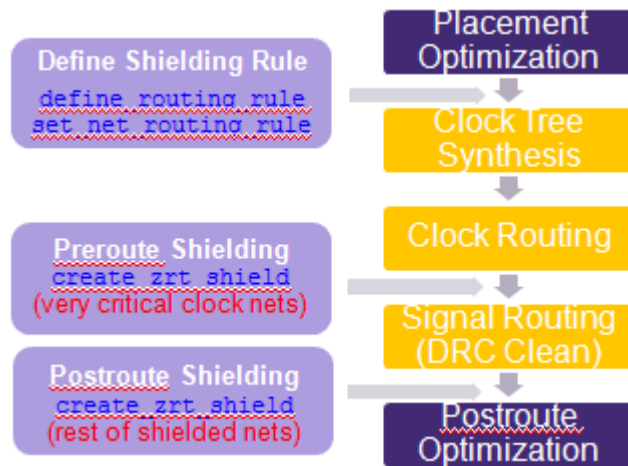 Define Shielding Rule
define_routing_rule
set_net_routing_rule
Preroute Shielding
create_zrt_shield
(very critical clock nets)
Postroute Shielding
create_zrt_shield
(rest of shielded nets)
Placement
Optimization
Clock Tree
Synthesis
Clock Routing
Signal Routing
(DRC Clean)
Postroute
Optimization